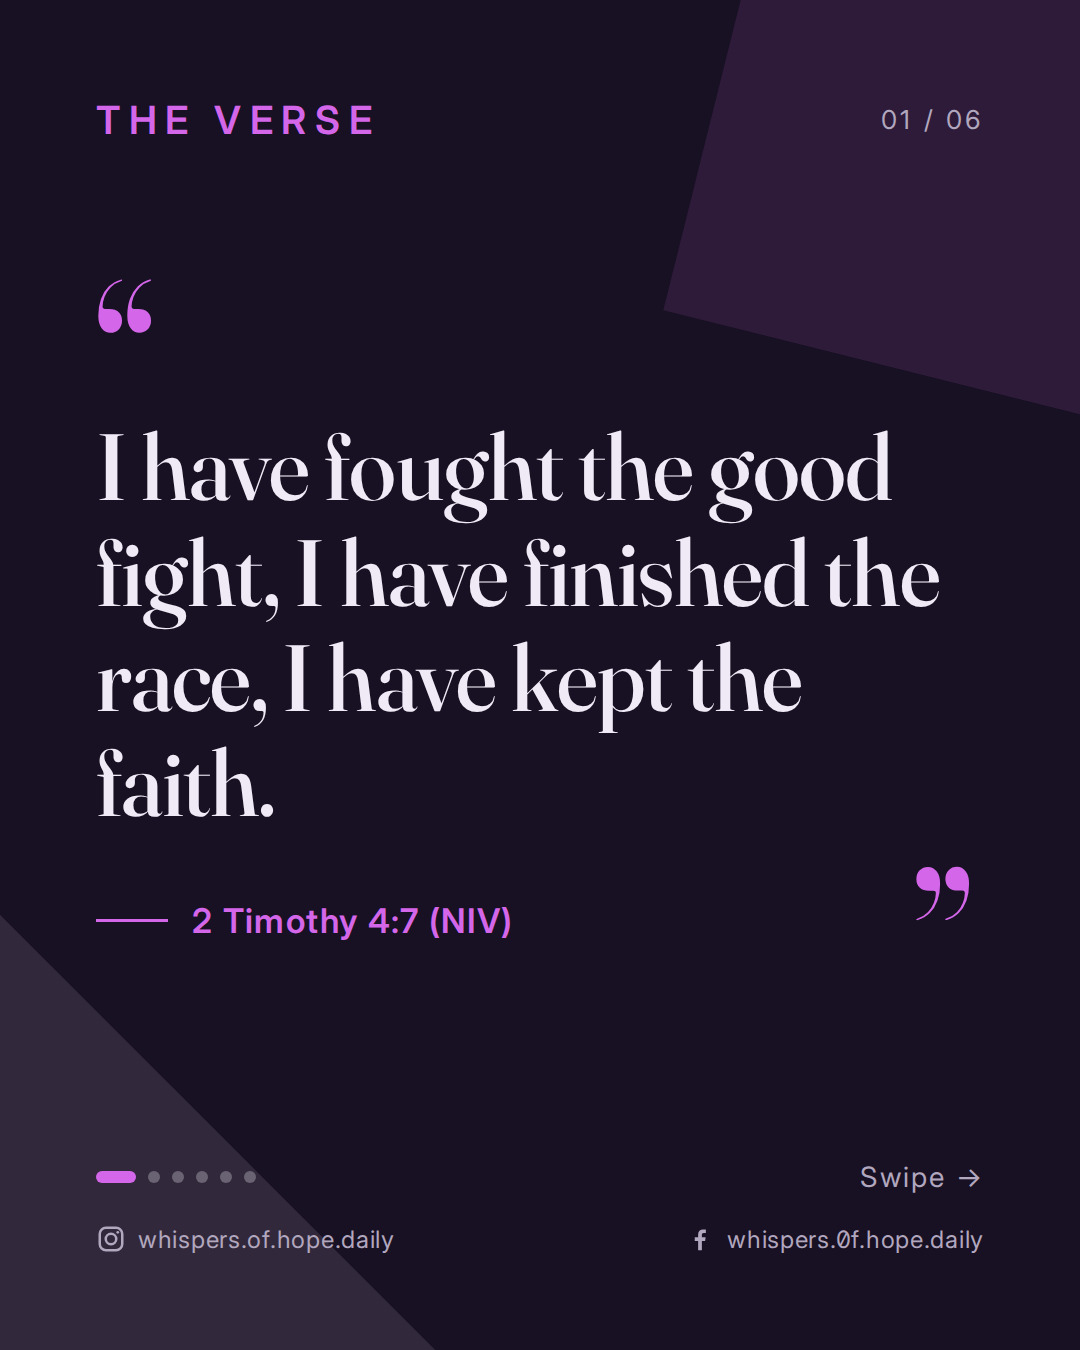 THE VERSE
01 / 06
“
I have fought the good
fight, I have finished the
race, I have kept the
faith.
”
2 Timothy 4:7 (NIV)
Swipe →
whispers.of.hope.daily
whispers.0f.hope.daily